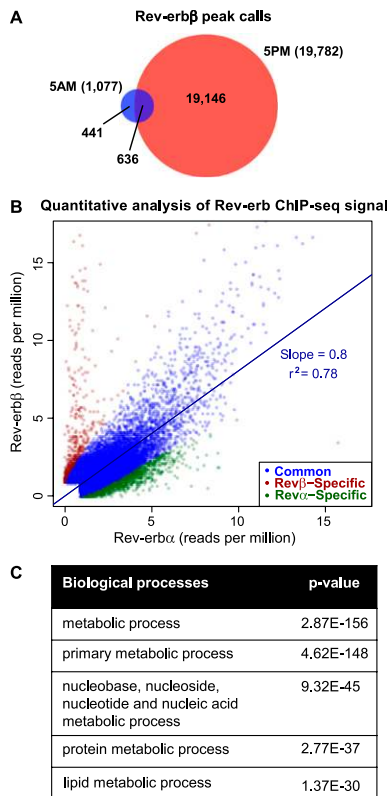 A
Rev-erbβ peak calls
5PM (19,782)
5AM (1,077)
19,146
441
636
B Quantitative analysis of Rev-erb ChIP-seq signal
Rev-erbβ (reads per million)
15
10
5
0
Slope = 0.8
r² = 0.78
Common
Revβ-Specific
Revα-Specific
0 5 10 15
Rev-erbα (reads per million)
C
Biological processes p-value
metabolic process 2.87E-156
primary metabolic process 4.62E-148
nucleobase, nucleoside, 9.32E-45
nucleotide and nucleic acid
metabolic process
protein metabolic process 2.77E-37
lipid metabolic process 1.37E-30